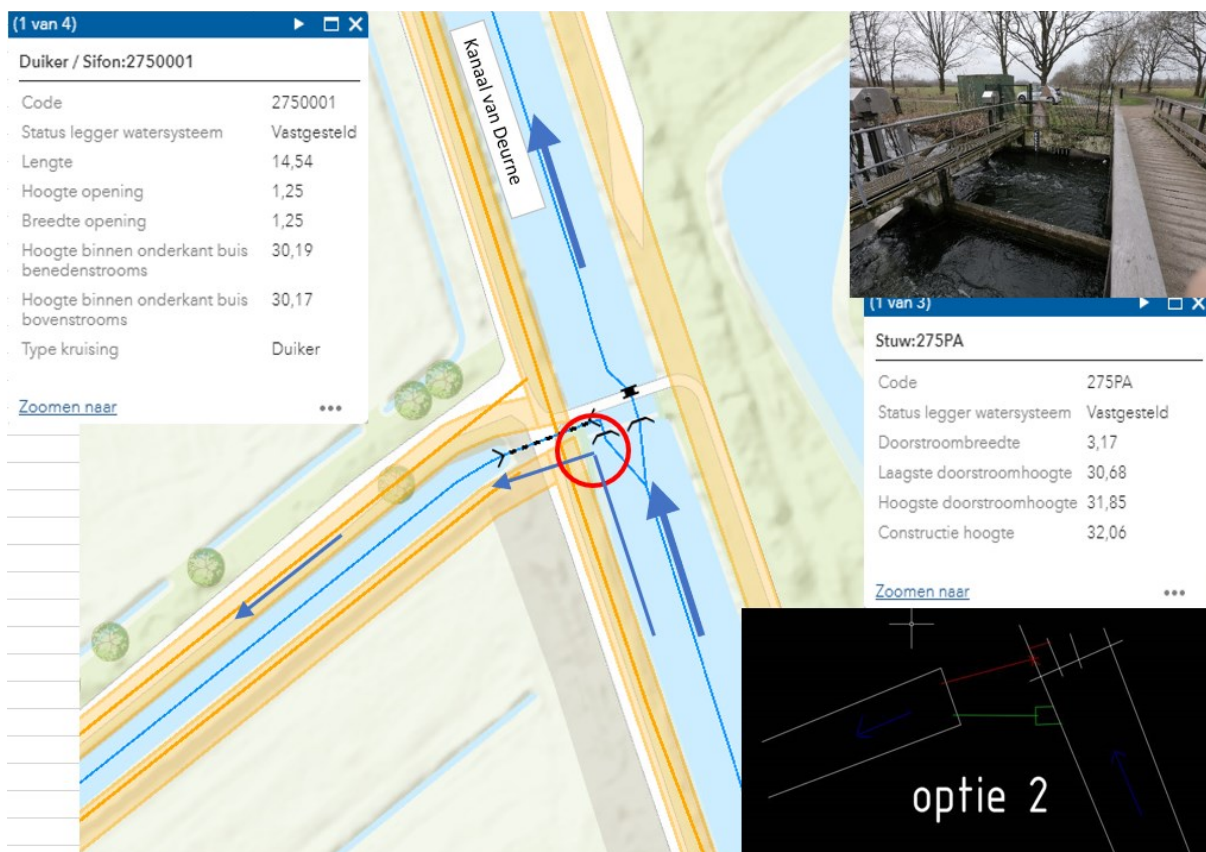 (1 van 4)
Duiker / Sifon:2750001
Code 2750001
Status legger watersysteem Vastgesteld
Lengte 14,54
Hoogte opening 1,25
Breedte opening 1,25
Hoogte binnen onderkant buis 30,19
benedenstrooms
Hoogte binnen onderkant buis 30,17
bovenstrooms
Type kruising Duiker
Zoomen naar
Kanaal van Deurne
(1 van 3)
Stuw:275PA
Code 275PA
Status legger watersysteem Vastgesteld
Doorstroombreedte 3,17
Laagste doorstroomhoogte 30,68
Hoogste doorstroomhoogte 31,85
Constructie hoogte 32,06
Zoomen naar
optie 2